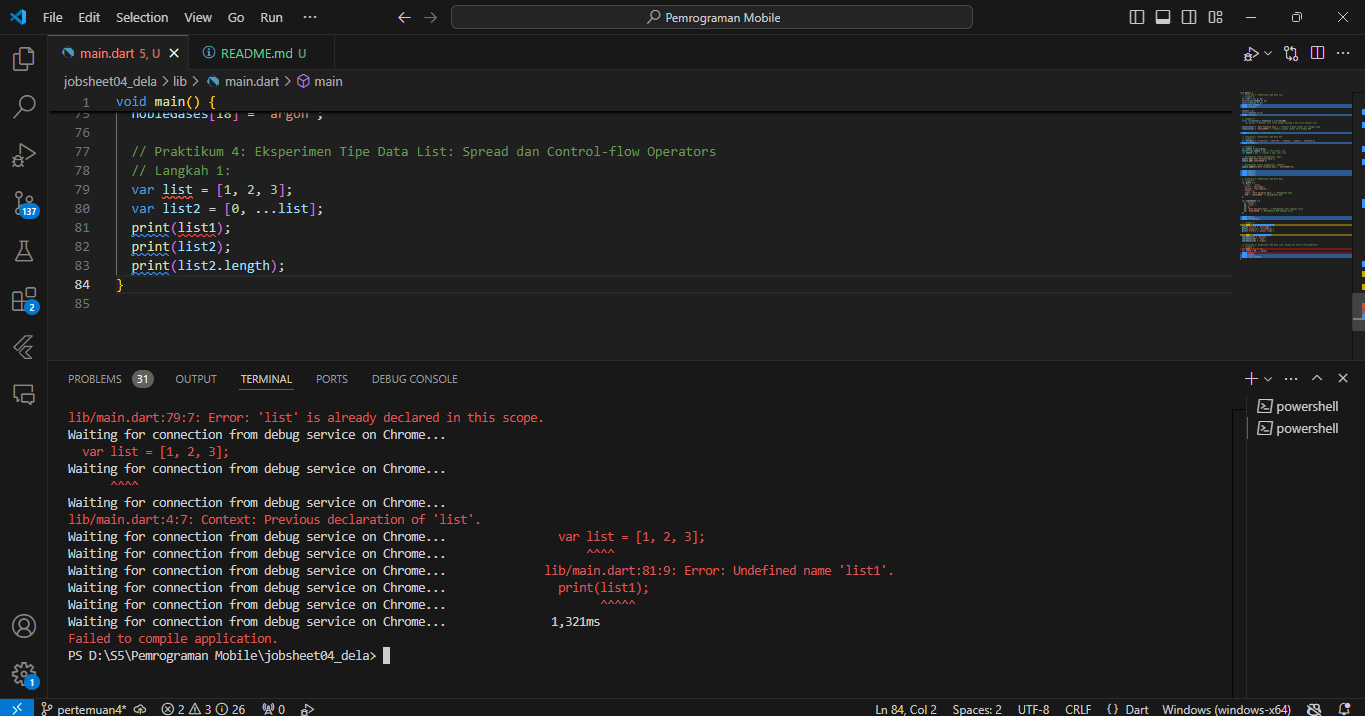 File Edit Selection View Go Run ···
Pemrograman Mobile
main.dart 5, U
README.md U
jobsheet04_dela > lib > main.dart > main
1 void main() {
75 nobleGases[18] = 'argon';
76
77 // Praktikum 4: Eksperimen Tipe Data List: Spread dan Control-flow Operators
78 // Langkah 1:
79 var list = [1, 2, 3];
80 var list2 = [0, ...list];
81 print(list1);
82 print(list2);
83 print(list2.length);
84 }
85
137
2
PROBLEMS 31 OUTPUT TERMINAL PORTS DEBUG CONSOLE
powershell
powershell
lib/main.dart:79:7: Error: 'list' is already declared in this scope.
Waiting for connection from debug service on Chrome...
var list = [1, 2, 3];
Waiting for connection from debug service on Chrome...
^^^^
Waiting for connection from debug service on Chrome...
lib/main.dart:4:7: Context: Previous declaration of 'list'.
Waiting for connection from debug service on Chrome... var list = [1, 2, 3];
Waiting for connection from debug service on Chrome... ^^^^
Waiting for connection from debug service on Chrome... lib/main.dart:81:9: Error: Undefined name 'list1'.
Waiting for connection from debug service on Chrome... print(list1);
Waiting for connection from debug service on Chrome... ^^^^^
Waiting for connection from debug service on Chrome... 1,321ms
Failed to compile application.
PS D:\S5\Pemrograman Mobile\jobsheet04_dela>
1
pertemuan4* 2 3 26 0 Ln 84, Col 2 Spaces: 2 UTF-8 CRLF {} Dart Windows (windows-x64)